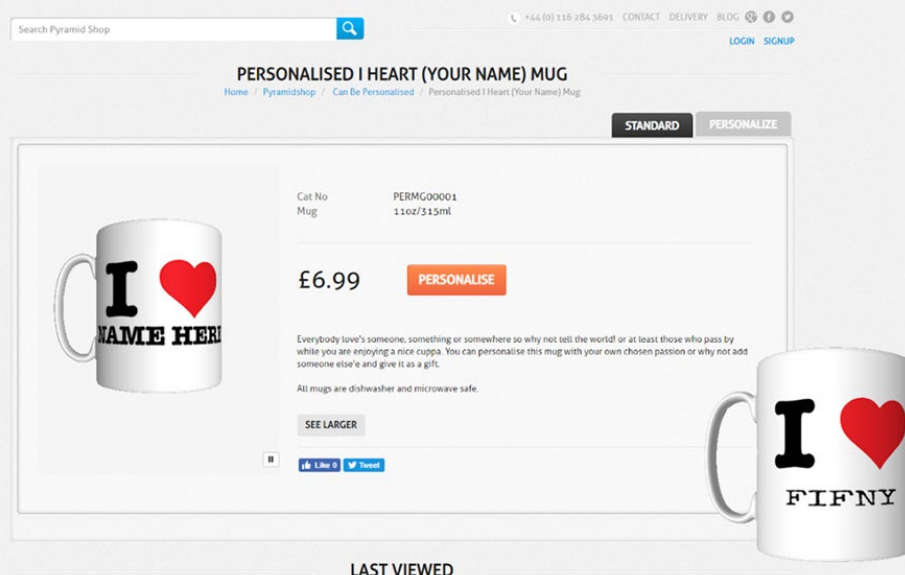 Search Pyramid Shop
+44 (0) 116 284 3691 CONTACT DELIVERY BLOG
LOGIN SIGNUP
PERSONALISED I HEART (YOUR NAME) MUG
Home / Pyramidshop / Can Be Personalised / Personalised I Heart (Your Name) Mug
STANDARD PERSONALIZE
Cat No PERMG00001
Mug 11oz/315ml
£6.99 PERSONALISE
I
NAME HERE
Everybody love's someone, something or somewhere so why not tell the world! or at least those who pass by
while you are enjoying a nice cuppa. You can personalise this mug with your own chosen passion or why not add
someone else'e and give it as a gift.
All mugs are dishwasher and microwave safe.
SEE LARGER
Like 0 Tweet
I
FIFNY
LAST VIEWED